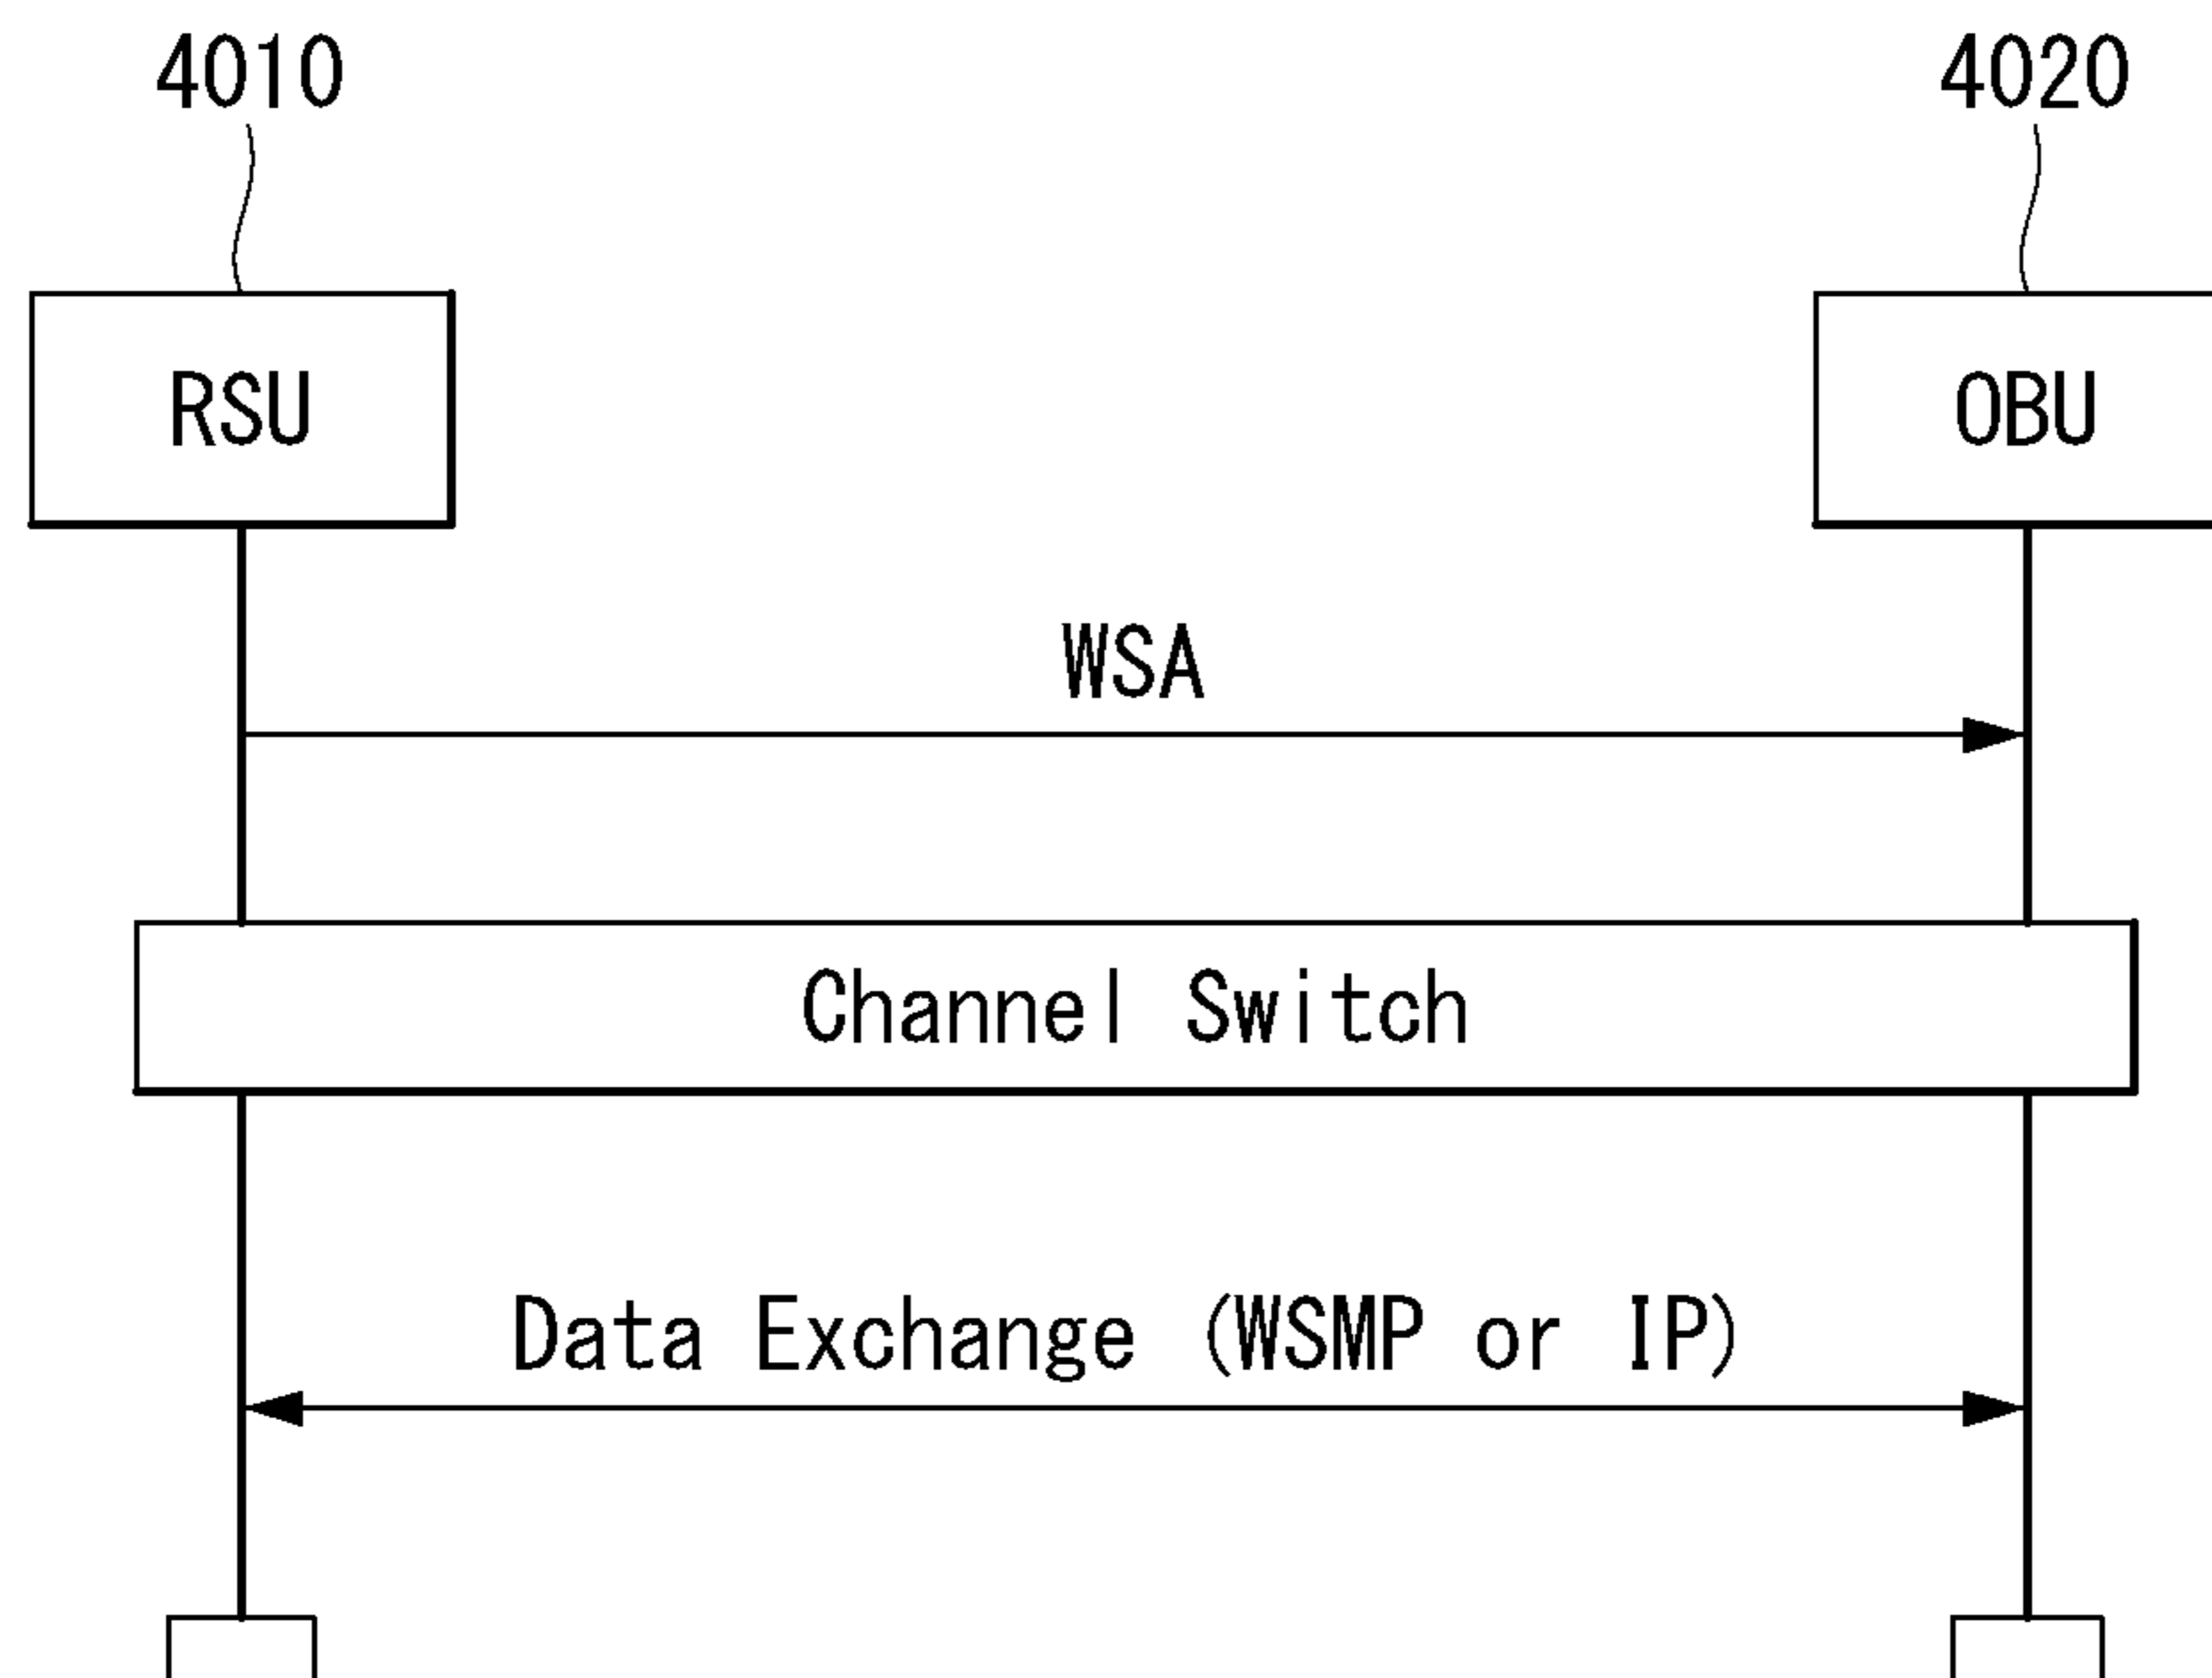 4010 4020
RSU OBU
WSA
Channel Switch
Data Exchange (WSMP or IP)